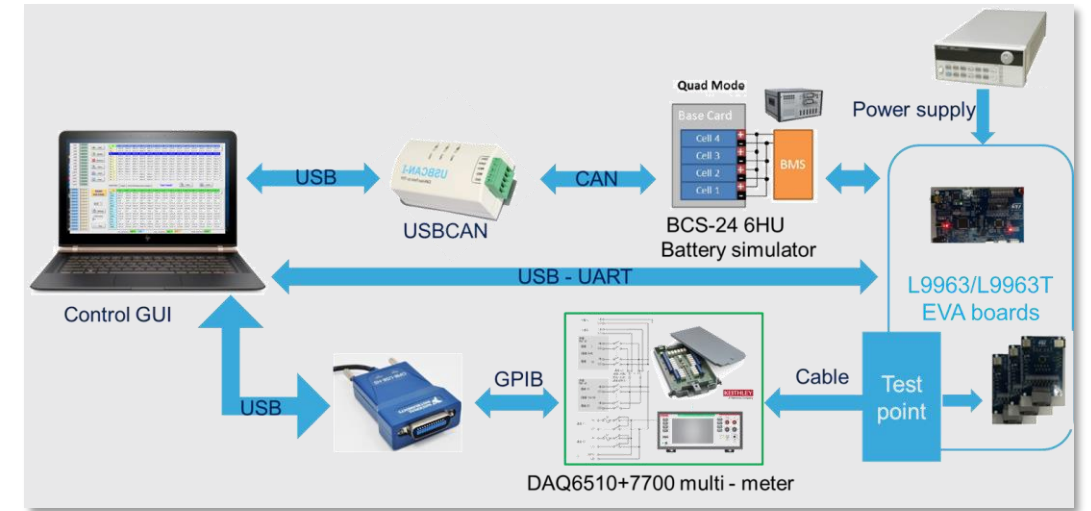 Quad Mode
Base Card
Cell 4
Cell 3
Cell 2
Cell 1
BMS
Power supply
USB
USBCAN-I
CAN
USBCAN
BCS-24 6HU
Battery simulator
USB - UART
L9963/L9963T
EVA boards
Control GUI
USB
GPIB
KEITHLEY
Cable
Test
point
DAQ6510+7700 multi - meter